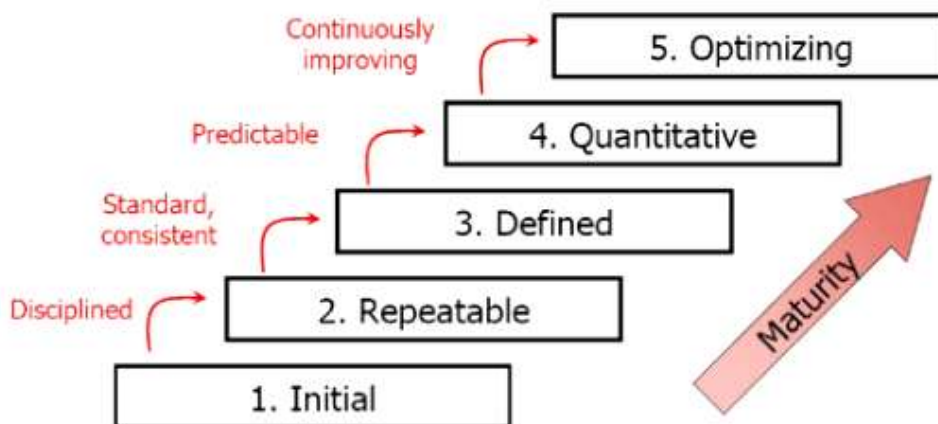 Continuously
improving
5. Optimizing
Predictable
4. Quantitative
Standard,
consistent
3. Defined
Disciplined
2. Repeatable
1. Initial
Maturity